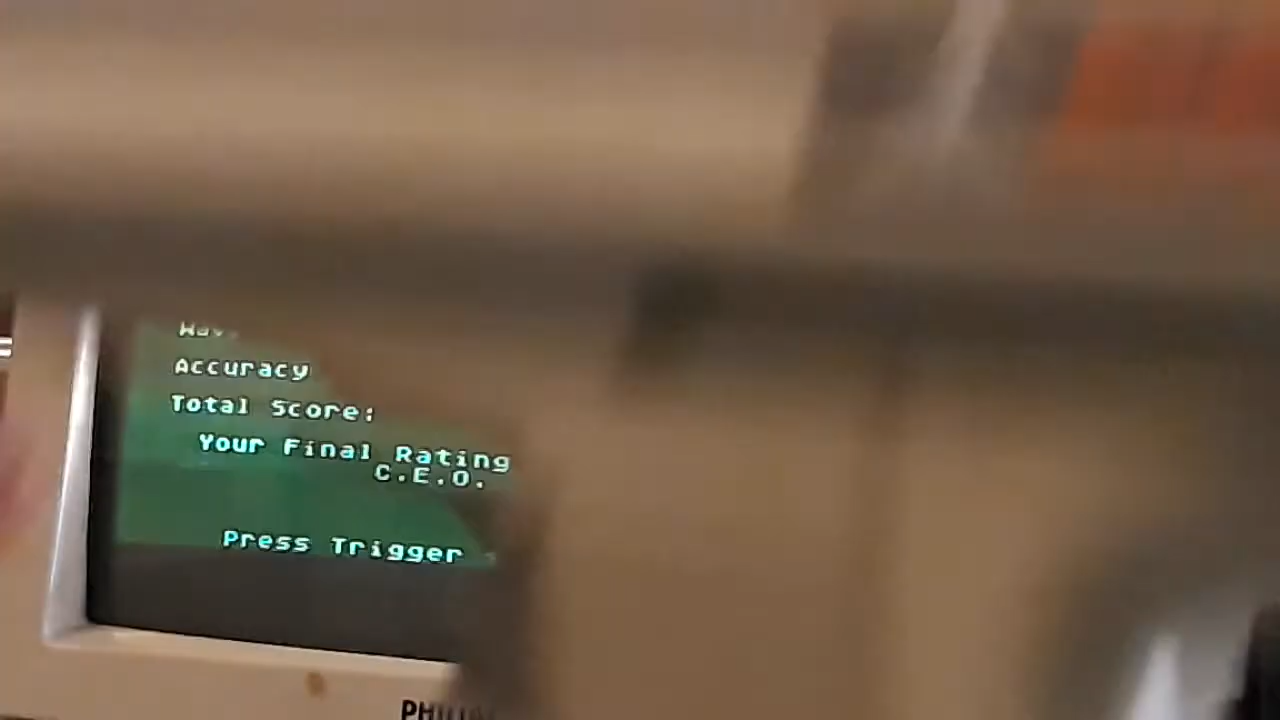 Accuracy
Total Score:
Your Final Rating
C.E.O.
Press Trigger